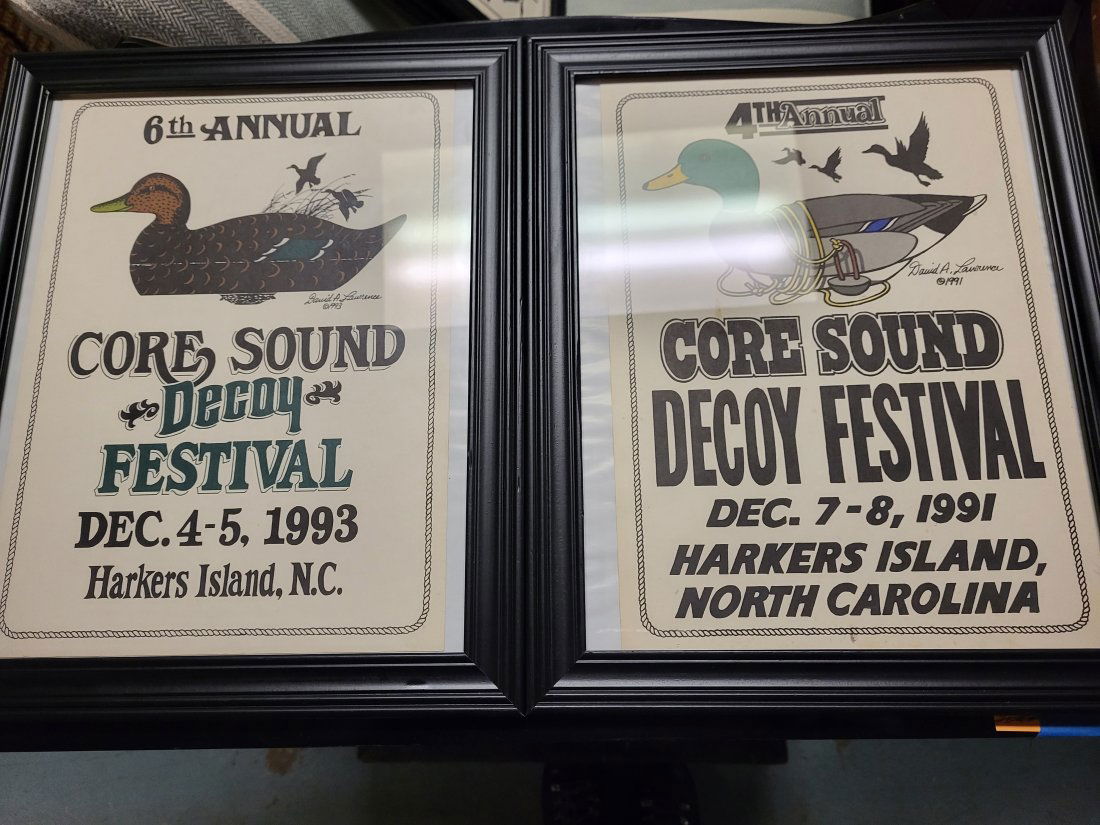 6th ANNUAL
David A. Lawrence
©1993
CORE SOUND
Decoy
FESTIVAL
DEC. 4-5, 1993
Harkers Island, N.C.
4TH Annual
David A. Lawrence
©1991
CORE SOUND
DECOY FESTIVAL
DEC. 7-8, 1991
HARKERS ISLAND,
NORTH CAROLINA